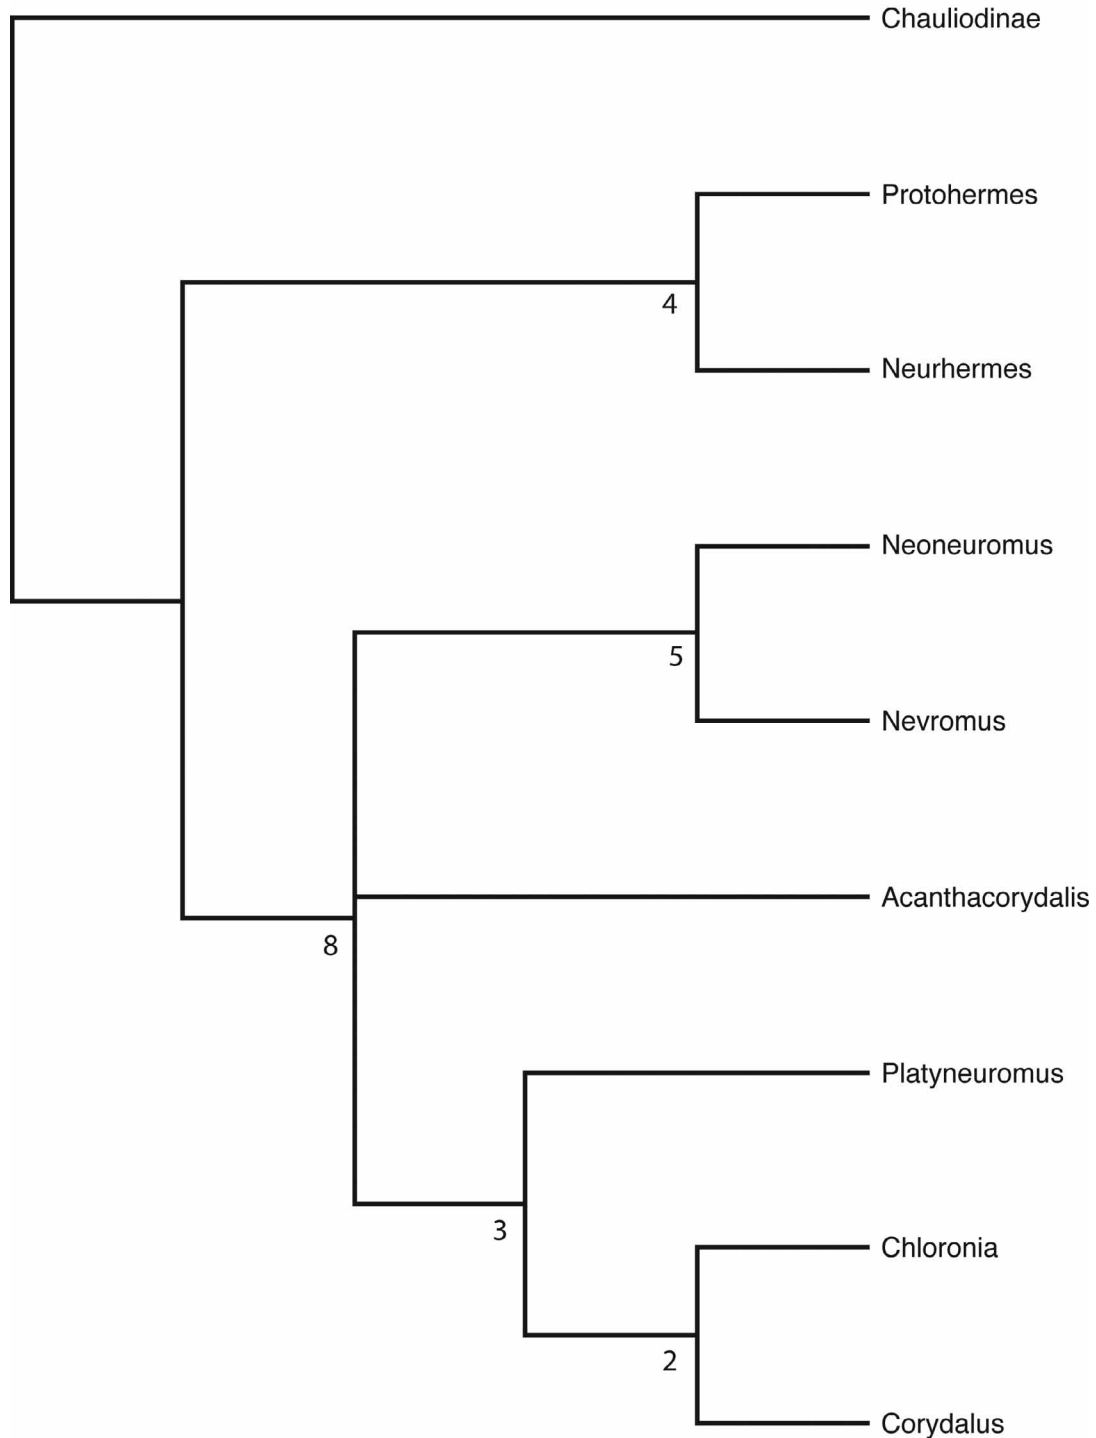 Chauliodinae
Protohermes
4
Neurhermes
Neoneuromus
5
Nevromus
Acanthacorydalis
8
Platyneuromus
3
Chloronia
2
Corydalus